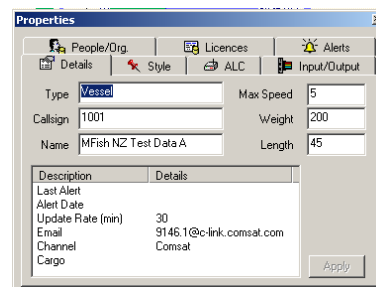 Properties
People/Org. Licences Alerts
Details Style ALC Input/Output
Type Vessel Max Speed 5
Callsign 1001 Weight 200
Name MFish NZ Test Data A Length 45
Description Details
Last Alert
Alert Date
Update Rate (min) 30
Email 9146.1@c-link.comsat.com
Channel Comsat
Cargo
Apply